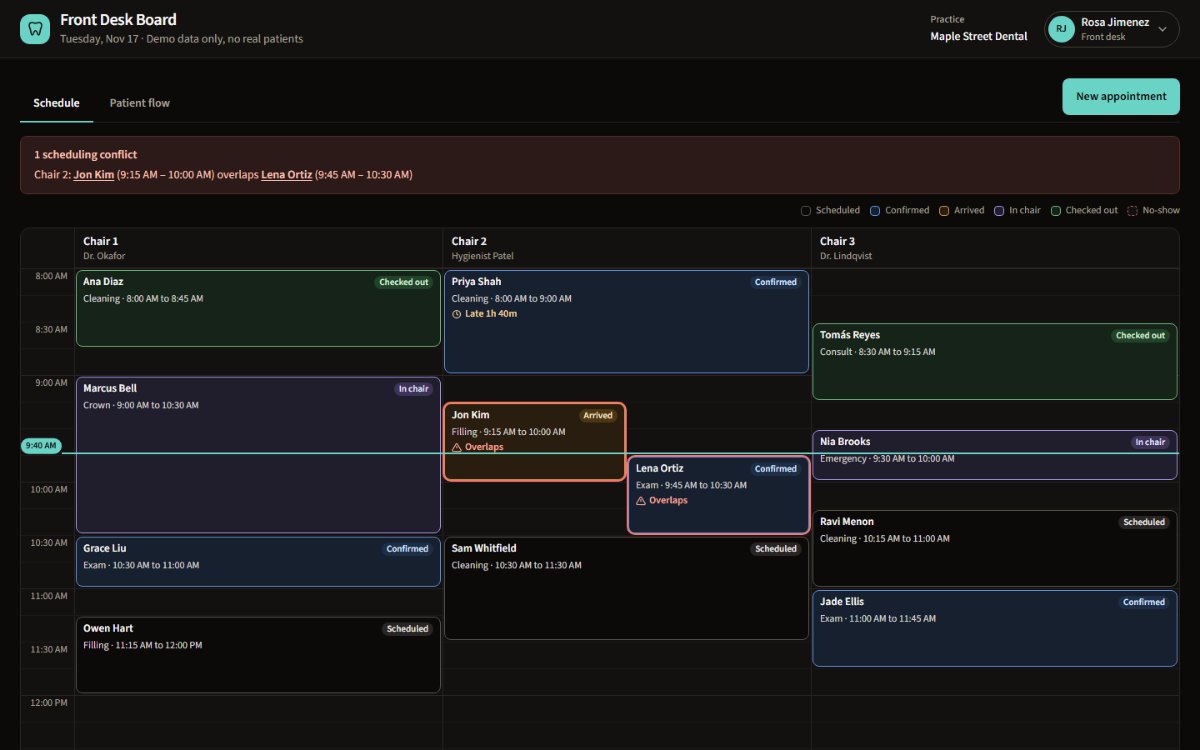 Front Desk Board
Tuesday, Nov 17 · Demo data only, no real patients
Practice
Maple Street Dental
RJ
Rosa Jimenez
Front desk
Schedule
Patient flow
New appointment
1 scheduling conflict
Chair 2: Jon Kim (9:15 AM – 10:00 AM) overlaps Lena Ortiz (9:45 AM – 10:30 AM)
Scheduled
Confirmed
Arrived
In chair
Checked out
No-show
Chair 1
Dr. Okafor
Chair 2
Hygienist Patel
Chair 3
Dr. Lindqvist
8:00 AM
8:30 AM
9:00 AM
9:40 AM
10:00 AM
10:30 AM
11:00 AM
11:30 AM
12:00 PM
Ana Diaz
Checked out
Cleaning · 8:00 AM to 8:45 AM
Marcus Bell
In chair
Crown · 9:00 AM to 10:30 AM
Grace Liu
Confirmed
Exam · 10:30 AM to 11:00 AM
Owen Hart
Scheduled
Filling · 11:15 AM to 12:00 PM
Priya Shah
Confirmed
Cleaning · 8:00 AM to 9:00 AM
Late 1h 40m
Jon Kim
Arrived
Filling · 9:15 AM to 10:00 AM
Overlaps
Lena Ortiz
Confirmed
Exam · 9:45 AM to 10:30 AM
Overlaps
Sam Whitfield
Scheduled
Cleaning · 10:30 AM to 11:30 AM
Tomás Reyes
Checked out
Consult · 8:30 AM to 9:15 AM
Nia Brooks
In chair
Emergency · 9:30 AM to 10:00 AM
Ravi Menon
Scheduled
Cleaning · 10:15 AM to 11:00 AM
Jade Ellis
Confirmed
Exam · 11:00 AM to 11:45 AM